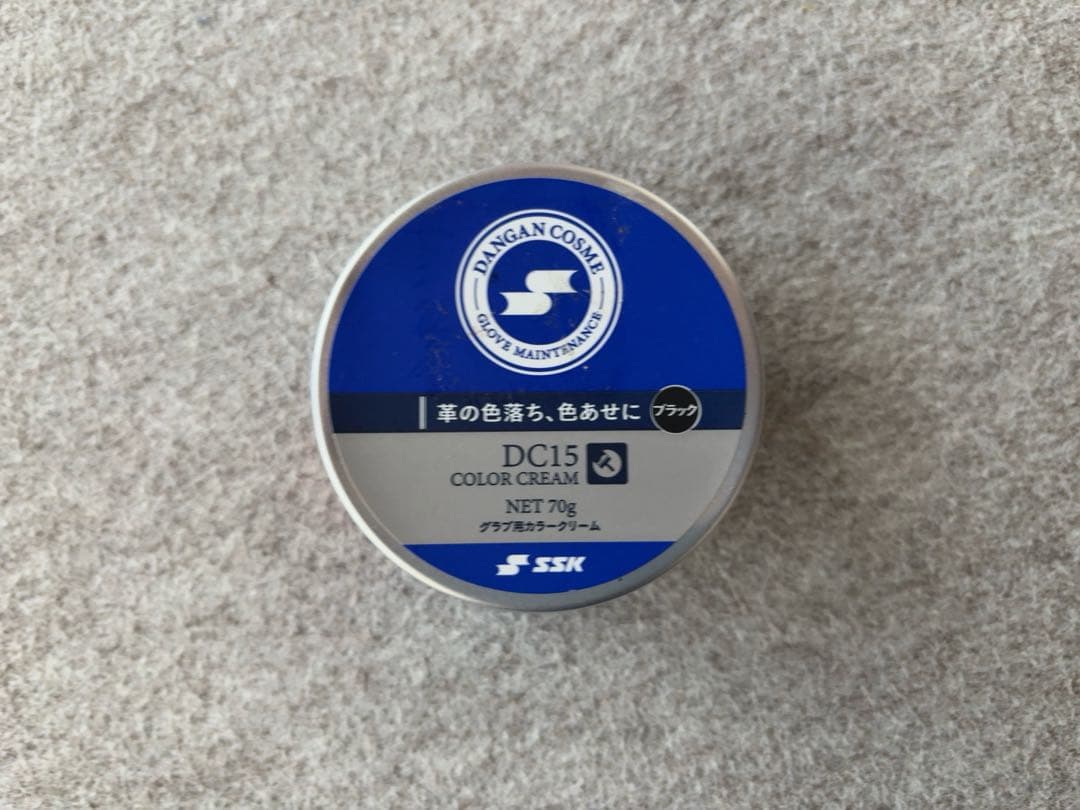 DANGAN COSME
GLOVE MAINTENANCE
革の色落ち、色あせに ブラック
DC15
COLOR CREAM
NET 70g
グラブ用カラークリーム
SSK